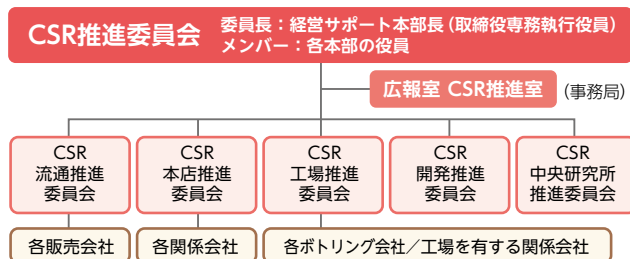 CSR推進委員会
委員長：経営サポート本部長（取締役専務執行役員）
メンバー：各本部の役員
広報室 CSR推進室
（事務局）
CSR
流通推進
委員会
CSR
本店推進
委員会
CSR
工場推進
委員会
CSR
開発推進
委員会
CSR
中央研究所
推進委員会
各販売会社
各関係会社
各ボトリング会社／工場を有する関係会社